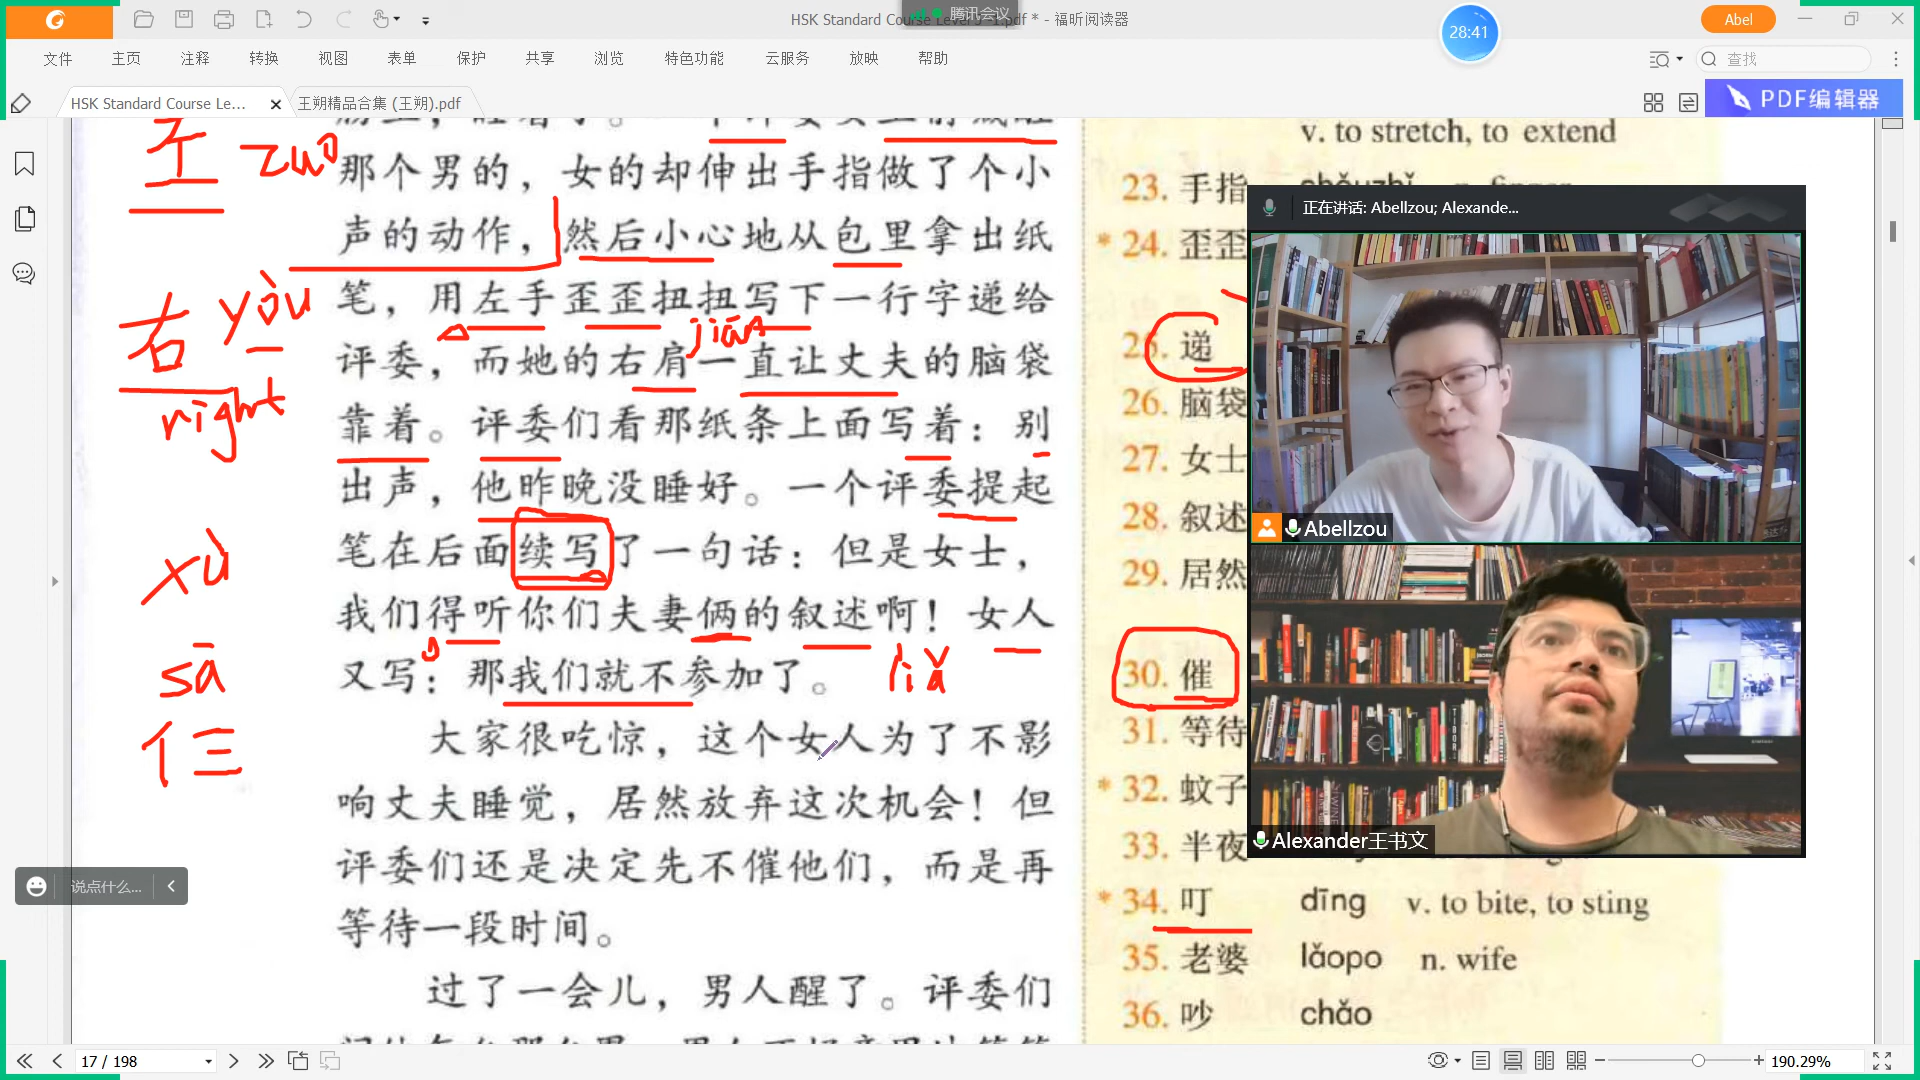 HSK Standard Course Level 5-1.pdf * - 福昕阅读器
腾讯会议
28:41
Abel
文件 主页 注释 转换 视图 表单 保护 共享 浏览 特色功能 云服务 放映 帮助
查找
HSK Standard Course Le...
王朔精品合集 (王朔).pdf
PDF编辑器
那个男的，女的却伸出手指做了个小
声的动作，然后小心地从包里拿出纸
笔，用左手歪歪扭扭写下一行字递给
评委，而她的右肩一直让丈夫的脑袋
靠着。评委们看那纸条上面写着：别
出声，他昨晚没睡好。一个评委提起
笔在后面续写了一句话：但是女士，
我们得听你们夫妻俩的叙述啊！女人
又写：那我们就不参加了。
大家很吃惊，这个女人为了不影
响丈夫睡觉，居然放弃这次机会！但
评委们还是决定先不催他们，而是再
等待一段时间。
过了一会儿，男人醒了。评委们
左 zuǒ
右 yòu
right
jiān
xù
sā
仨
liǎ
v. to stretch, to extend
23. 手指 shǒuzhǐ n. finger
* 24. 歪歪
25. 递
26. 脑袋
27. 女士
28. 叙述
29. 居然
30. 催
31. 等待
* 32. 蚊子
33. 半夜
* 34. 叮 dīng v. to bite, to sting
35. 老婆 lǎopo n. wife
36. 吵 chǎo
正在讲话: Abellzou; Alexande...
Abellzou
Alexander王书文
说点什么...
17 / 198
190.29%